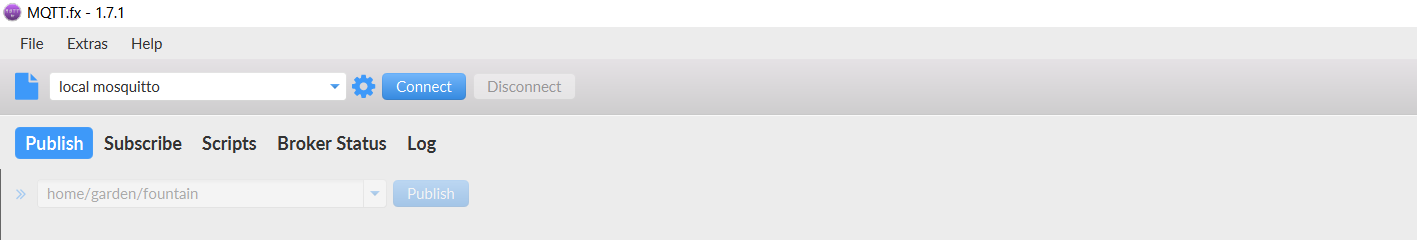 MQTT.fx - 1.7.1
File Extras Help
local mosquitto Connect Disconnect
Publish Subscribe Scripts Broker Status Log
home/garden/fountain Publish